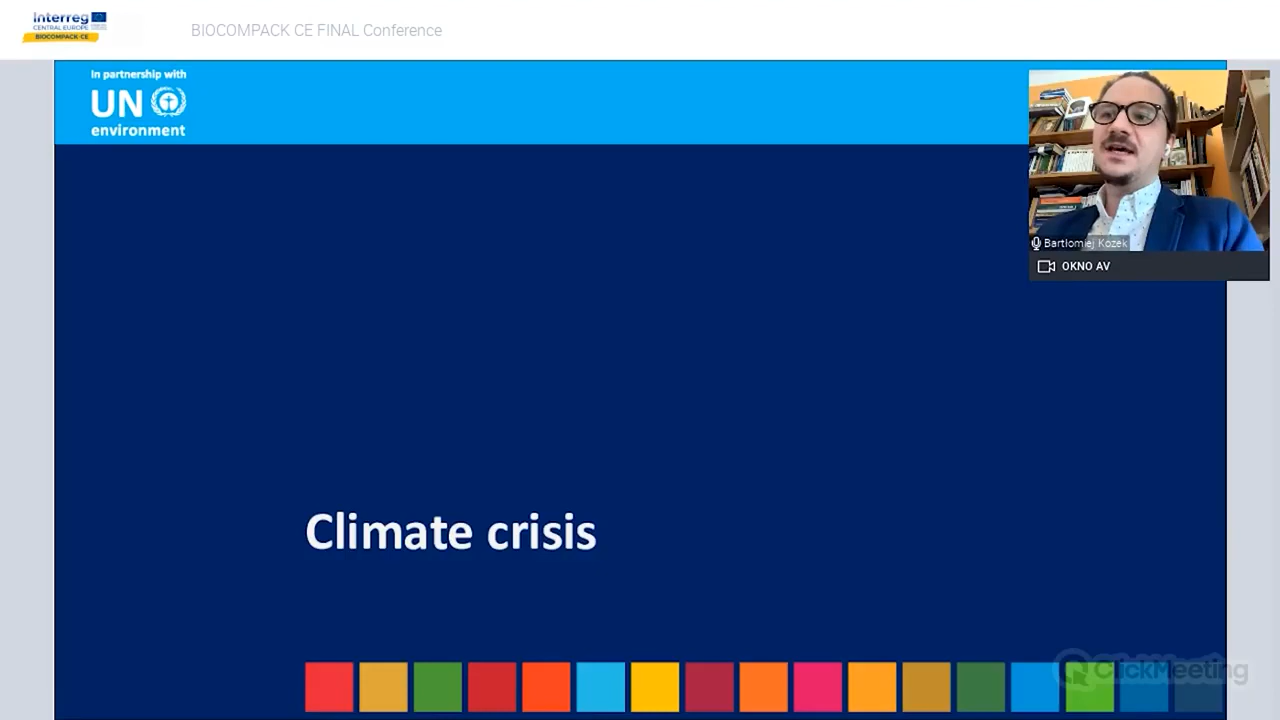 Interreg
CENTRAL EUROPE
BIOCOMPACK-CE
BIOCOMPACK CE FINAL Conference
In partnership with
UN
environment
Bartłomiej Kozek
OKNO AV
Climate crisis
ClickMeeting